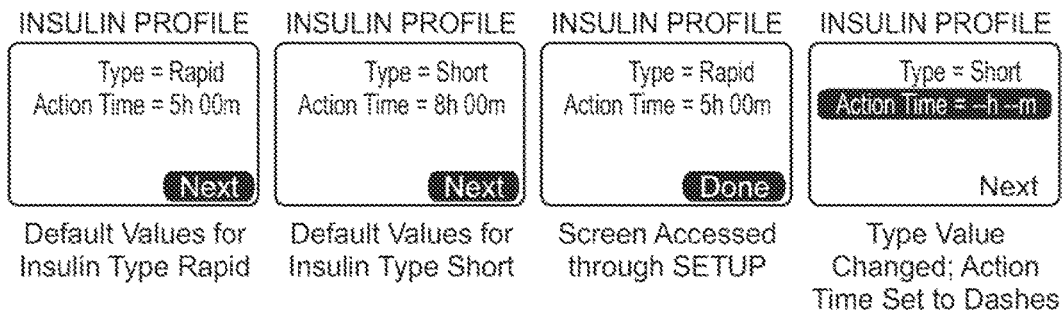 INSULIN PROFILE
Type = Rapid
Action Time = 5h 00m
Next
Default Values for
Insulin Type Rapid
INSULIN PROFILE
Type = Short
Action Time = 8h 00m
Next
Default Values for
Insulin Type Short
INSULIN PROFILE
Type = Rapid
Action Time = 5h 00m
Done
Screen Accessed
through SETUP
INSULIN PROFILE
Type = Short
Action Time = --h --m
Next
Type Value
Changed; Action
Time Set to Dashes